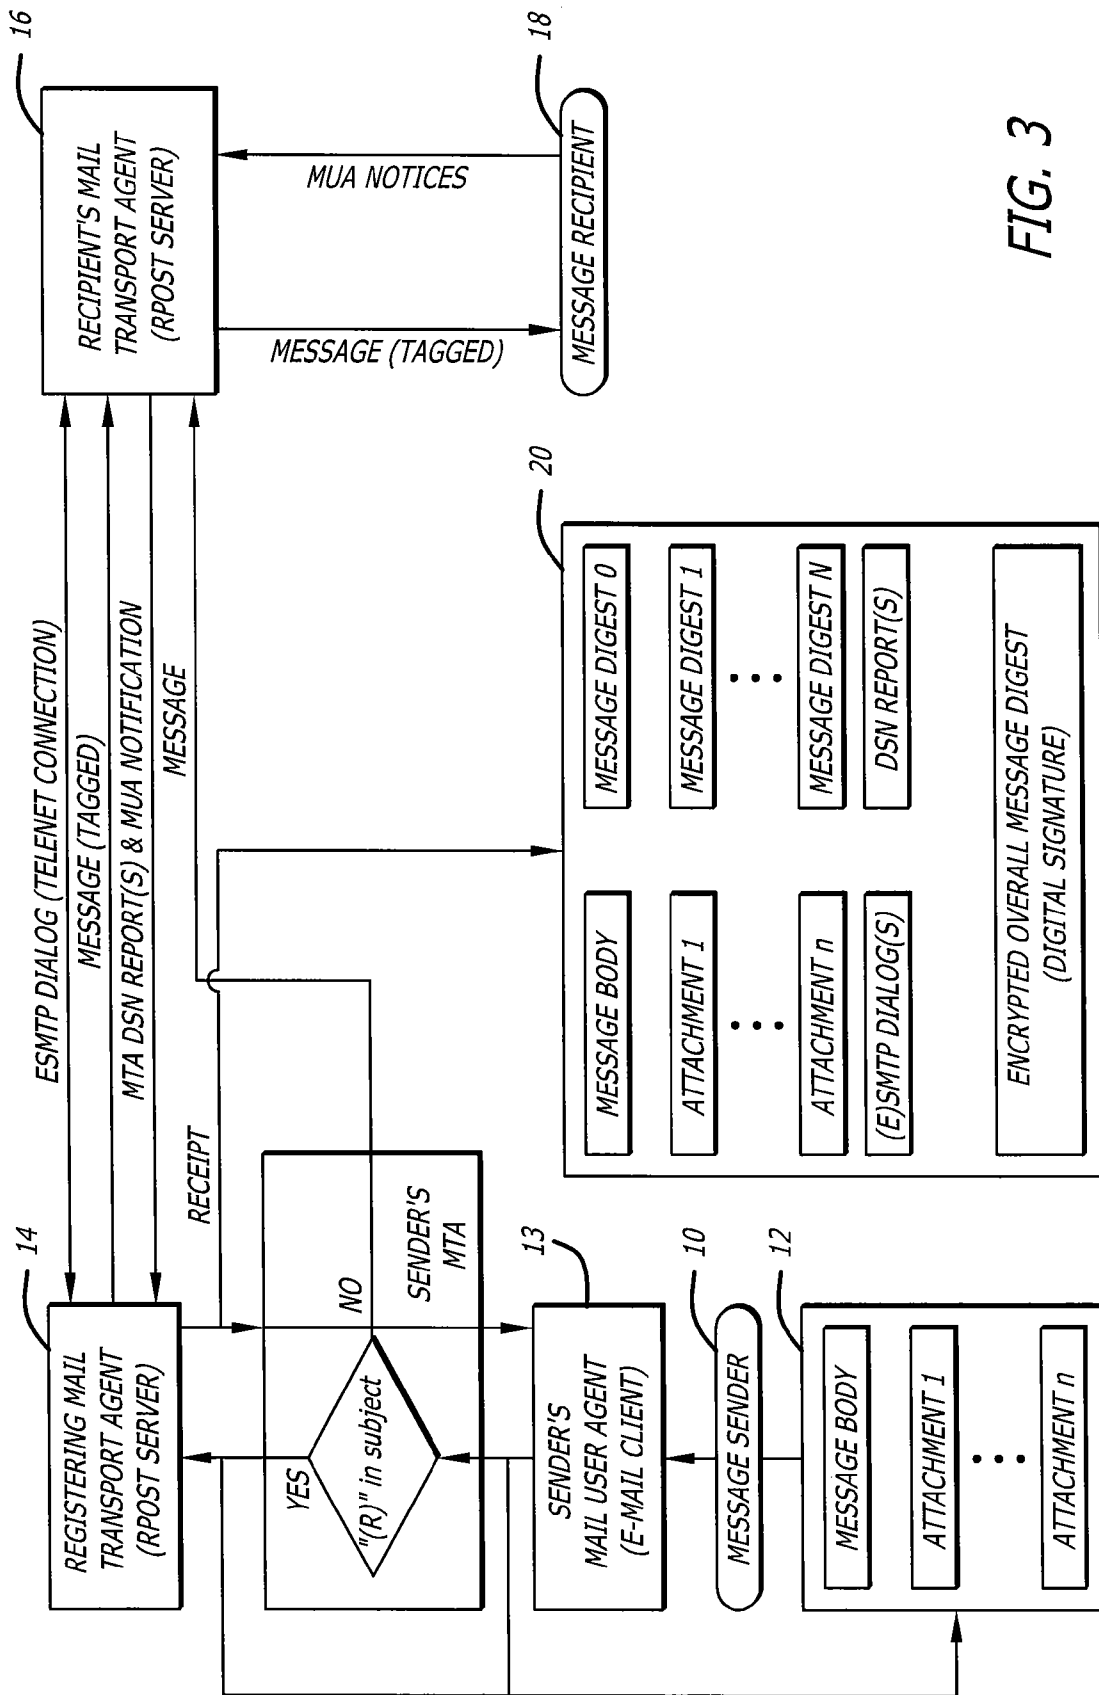 14
REGISTERING MAIL
TRANSPORT AGENT
(RPOST SERVER)
ESMTP DIALOG (TELENET CONNECTION)
MESSAGE (TAGGED)
MTA DSN REPORT(S) & MUA NOTIFICATION
MESSAGE
16
RECIPIENT'S MAIL
TRANSPORT AGENT
(RPOST SERVER)
RECEIPT
YES
NO
"(R)" in subject
SENDER'S
MTA
MESSAGE (TAGGED)
MUA NOTICES
18
MESSAGE RECIPIENT
13
SENDER'S
MAIL USER AGENT
(E-MAIL CLIENT)
10
MESSAGE SENDER
12
MESSAGE BODY
ATTACHMENT 1
• • •
ATTACHMENT n
20
MESSAGE BODY
MESSAGE DIGEST 0
ATTACHMENT 1
MESSAGE DIGEST 1
• • •
• • •
ATTACHMENT n
MESSAGE DIGEST N
(E)SMTP DIALOG(S)
DSN REPORT(S)
ENCRYPTED OVERALL MESSAGE DIGEST
(DIGITAL SIGNATURE)
FIG. 3